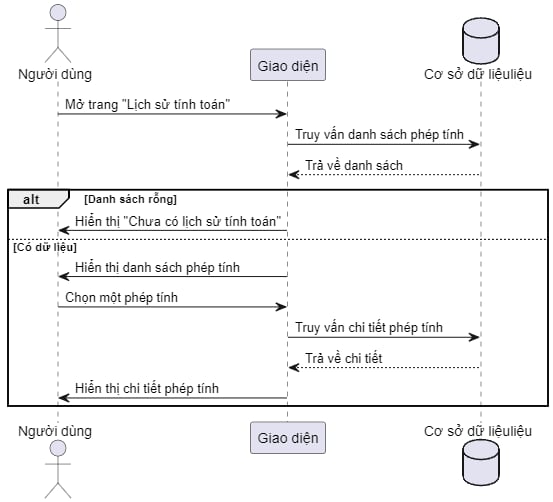 Người dùng
Giao diện
Cơ sở dữ liệuliệu
Mở trang "Lịch sử tính toán"
Truy vấn danh sách phép tính
Trả về danh sách
alt
[Danh sách rỗng]
Hiển thị "Chưa có lịch sử tính toán"
[Có dữ liệu]
Hiển thị danh sách phép tính
Chọn một phép tính
Truy vấn chi tiết phép tính
Trả về chi tiết
Hiển thị chi tiết phép tính
Người dùng
Giao diện
Cơ sở dữ liệuliệu